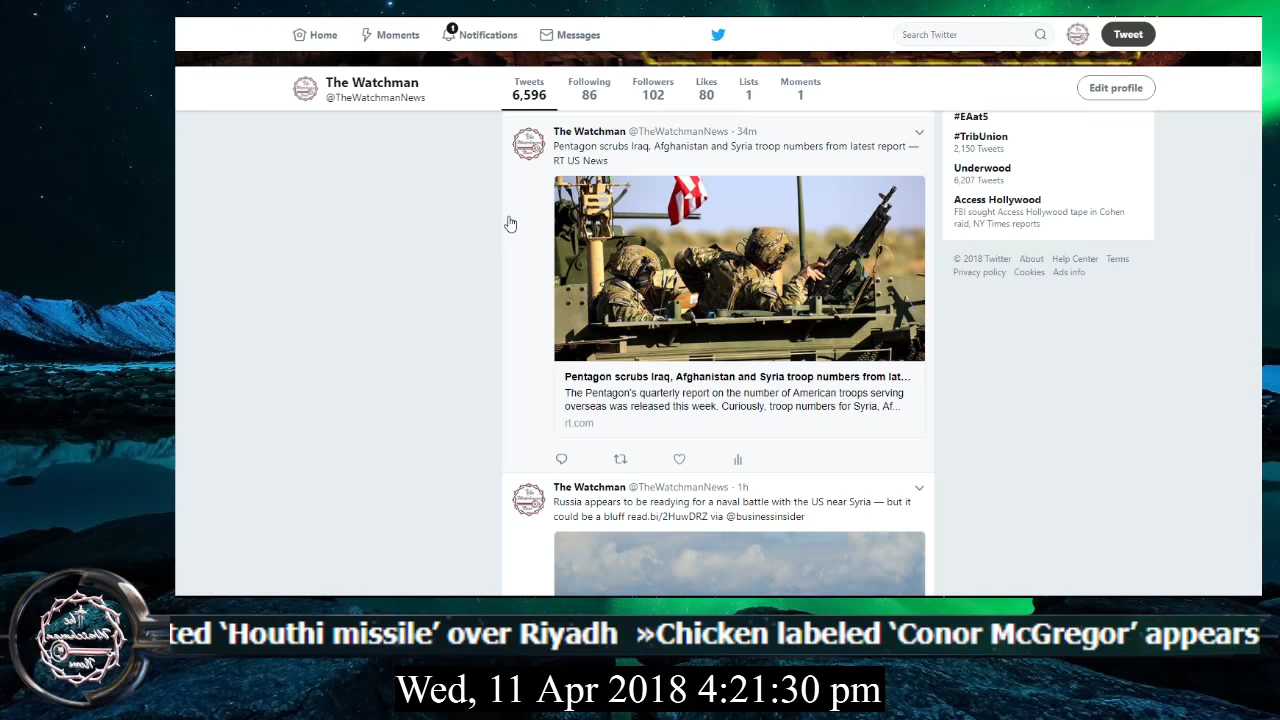 Home
Moments
1
Notifications
Messages
Search Twitter
Tweet
The Watchman
@TheWatchmanNews
Tweets
6,596
Following
86
Followers
102
Likes
80
Lists
1
Moments
1
Edit profile
The Watchman @TheWatchmanNews · 34m
Pentagon scrubs Iraq, Afghanistan and Syria troop numbers from latest report —
RT US News
Pentagon scrubs Iraq, Afghanistan and Syria troop numbers from lat...
The Pentagon's quarterly report on the number of American troops serving
overseas was released this week. Curiously, troop numbers for Syria, Af...
rt.com
The Watchman @TheWatchmanNews · 1h
Russia appears to be readying for a naval battle with the US near Syria — but it
could be a bluff read.bi/2HuwDRZ via @businessinsider
#EAat5
#TribUnion
2,150 Tweets
Underwood
6,207 Tweets
Access Hollywood
FBI sought Access Hollywood tape in Cohen
raid, NY Times reports
© 2018 Twitter About Help Center Terms
Privacy policy Cookies Ads info
ted ‘Houthi missile’ over Riyadh »Chicken labeled ‘Conor McGregor’ appears
Wed, 11 Apr 2018 4:21:30 pm